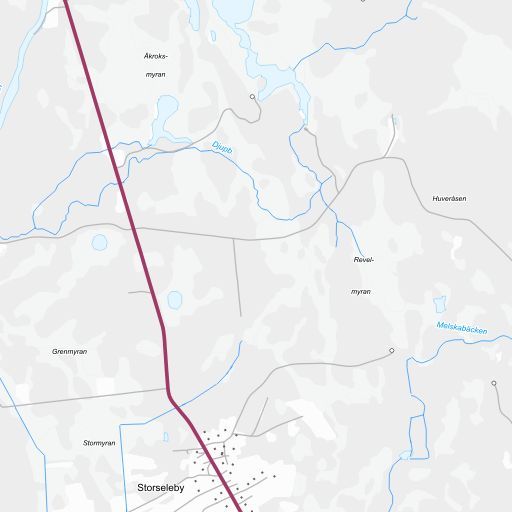 Åkroks-
myran
Djupb
Huveråsen
Revel-
myran
Melskabäcken
Grenmyran
Stormyran
Storseleby